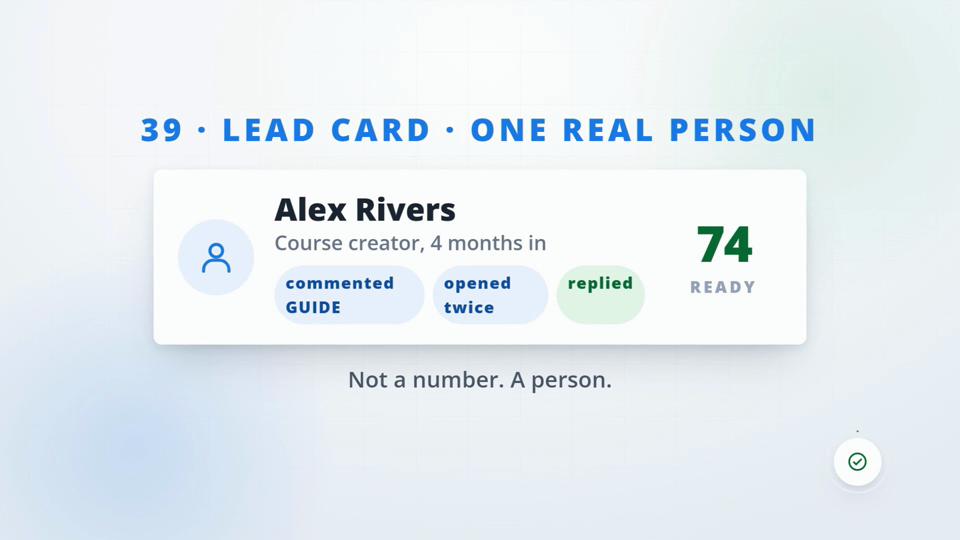 39 · LEAD CARD · ONE REAL PERSON
Alex Rivers
Course creator, 4 months in
commented
GUIDE
opened
twice
replied
74
READY
Not a number. A person.